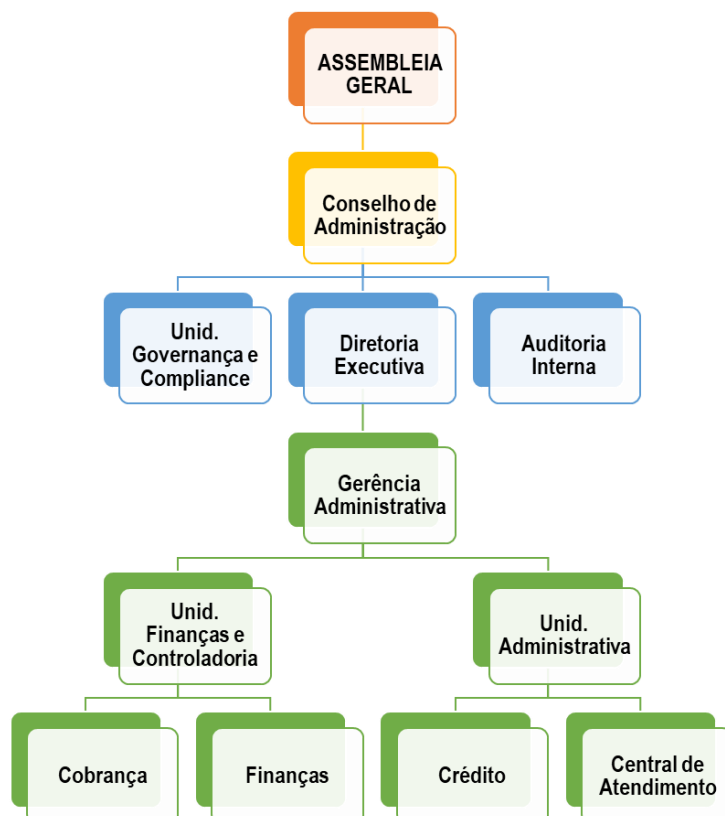 ASSEMBLEIA
GERAL
Conselho de
Administração
Unid.
Governança e
Compliance
Diretoria
Executiva
Auditoria
Interna
Gerência
Administrativa
Unid.
Finanças e
Controladoria
Unid.
Administrativa
Cobrança
Finanças
Crédito
Central de
Atendimento